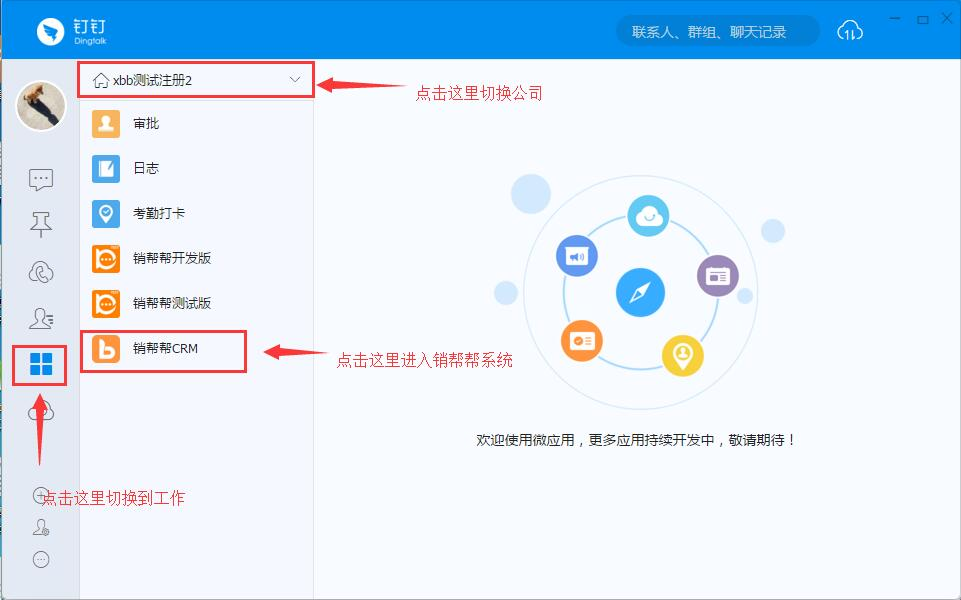 钉钉
Dingtalk
联系人、群组、聊天记录
xbb测试注册2
点击这里切换公司
审批
日志
考勤打卡
销帮帮开发版
销帮帮测试版
销帮帮CRM
点击这里进入销帮帮系统
欢迎使用微应用，更多应用持续开发中，敬请期待！
点击这里切换到工作